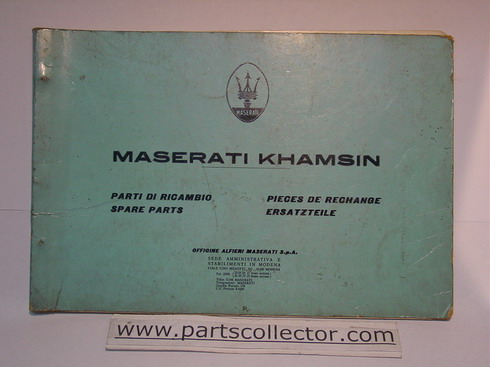 MASERATI
MASERATI KHAMSIN
PARTI DI RICAMBIO
SPARE PARTS
PIECES DE RECHANGE
ERSATZTEILE
OFFICINE ALFIERI MASERATI S.p.A.
SEDE AMMINISTRATIVA E
STABILIMENTI IN MODENA
www.partscollector.com